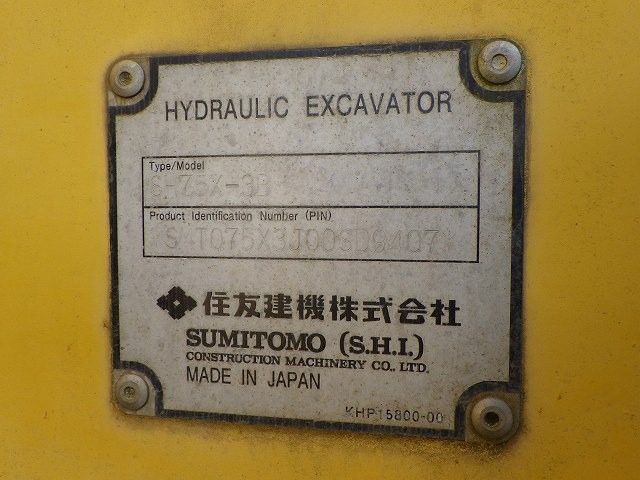 HYDRAULIC EXCAVATOR
Type/Model
Product Identification Number (PIN)
住友建機株式会社
SUMITOMO (S.H.I.)
CONSTRUCTION MACHINERY CO., LTD.
MADE IN JAPAN
KHP15800-00